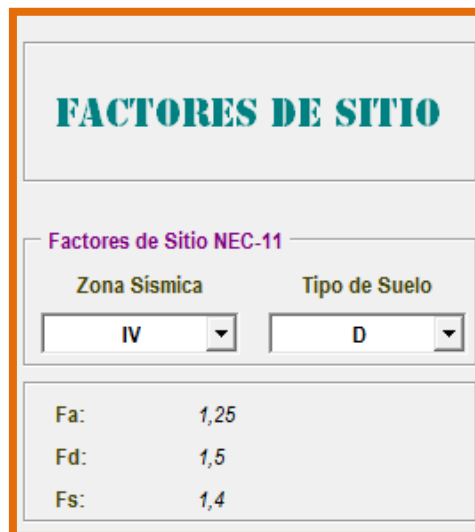 FACTORES DE SITIO
Factores de Sitio NEC-11
Zona Sísmica Tipo de Suelo
IV D
Fa: 1,25
Fd: 1,5
Fs: 1,4